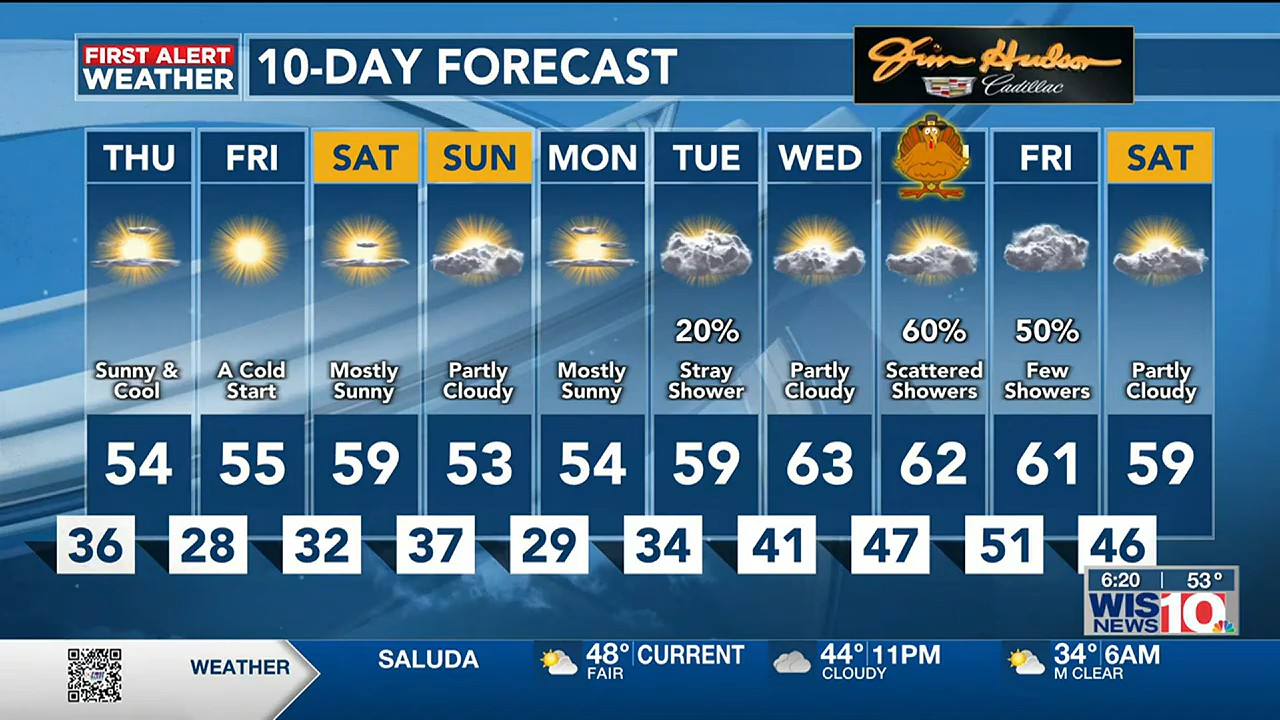 FIRST ALERT
WEATHER
10-DAY FORECAST
Jim Hudson
Cadillac
THU FRI SAT SUN MON TUE WED FRI SAT
20% 60% 50%
Sunny & Cool
A Cold Start
Mostly Sunny
Partly Cloudy
Mostly Sunny
Stray Shower
Partly Cloudy
Scattered Showers
Few Showers
Partly Cloudy
54 55 59 53 54 59 63 62 61 59
36 28 32 37 29 34 41 47 51 46
6:20 | 53°
WIS
NEWS
10
WEATHER
SALUDA
48° | CURRENT
FAIR
44° | 11PM
CLOUDY
34° | 6AM
M CLEAR